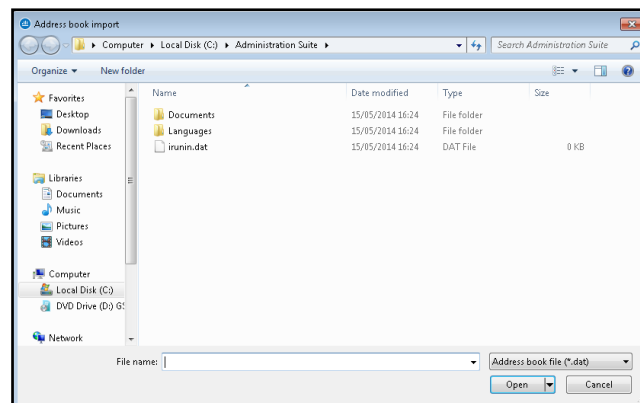 Address book import
Computer Local Disk (C:) Administration Suite Search Administration Suite
Organize New folder
Name Date modified Type Size
Favorites
Desktop
Downloads
Recent Places
Libraries
Documents
Music
Pictures
Videos
Computer
Local Disk (C:)
DVD Drive (D:) G
Network
Documents 15/05/2014 16:24 File folder
Languages 15/05/2014 16:24 File folder
irunin.dat 15/05/2014 16:24 DAT File 0 KB
File name: Address book file (*.dat)
Open Cancel